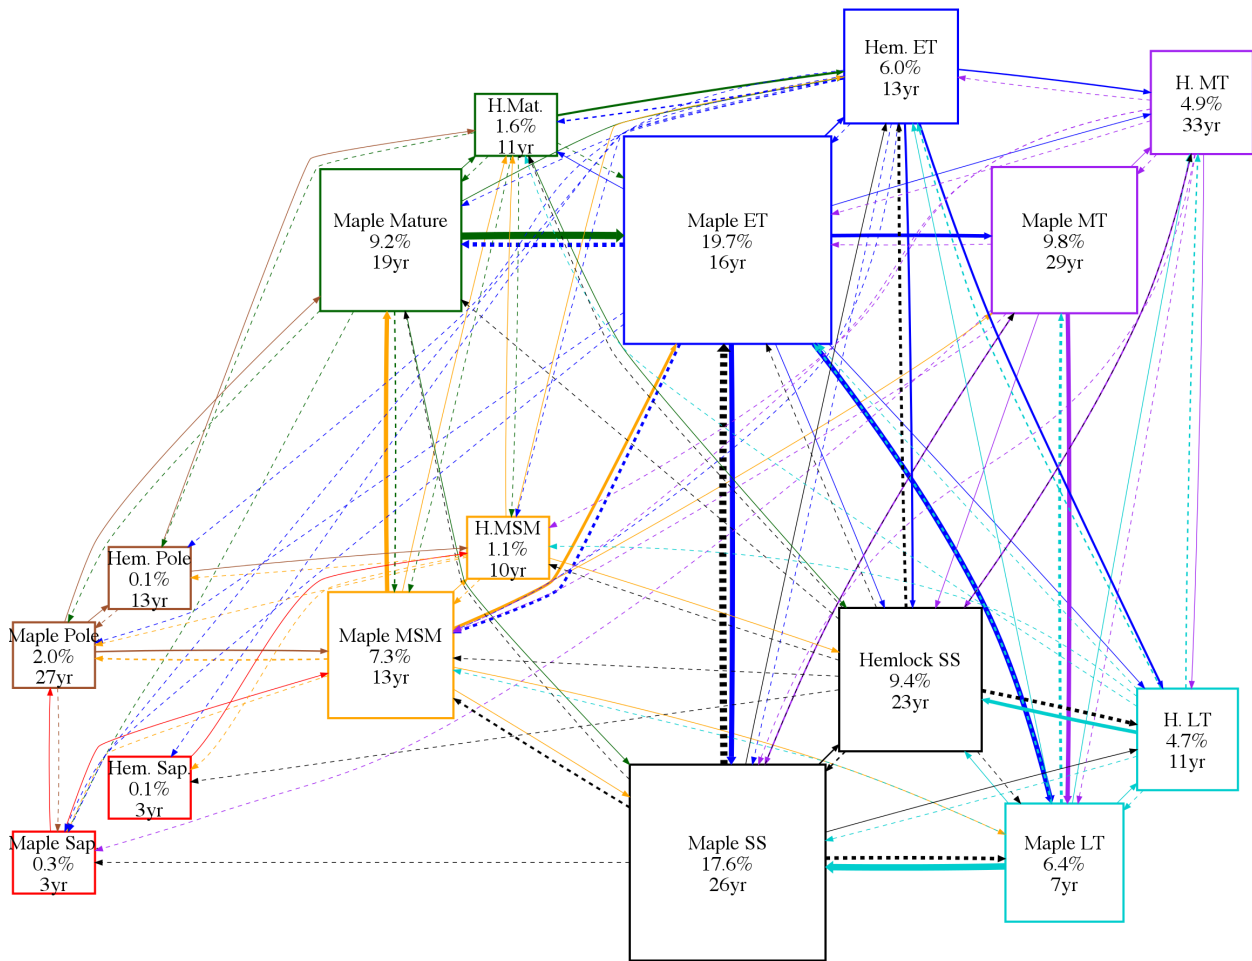 Hem. ET
6.0%
13yr
H. MT
4.9%
33yr
H.Mat.
1.6%
11yr
Maple Mature
9.2%
19yr
Maple ET
19.7%
16yr
Maple MT
9.8%
29yr
H.MSM
1.1%
10yr
Hem. Pole
0.1%
13yr
Maple Pole
2.0%
27yr
Maple MSM
7.3%
13yr
Hemlock SS
9.4%
23yr
H. LT
4.7%
11yr
Hem. Sap.
0.1%
3yr
Maple Sap.
0.3%
3yr
Maple SS
17.6%
26yr
Maple LT
6.4%
7yr